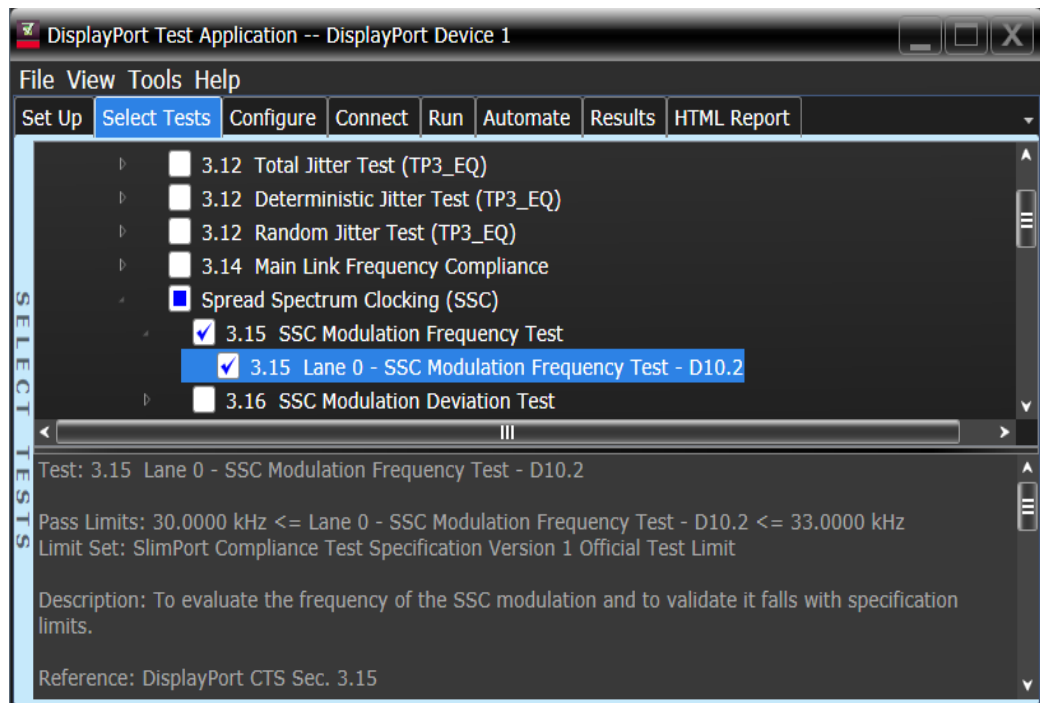 DisplayPort Test Application -- DisplayPort Device 1
File View Tools Help
Set Up Select Tests Configure Connect Run Automate Results HTML Report
3.12 Total Jitter Test (TP3_EQ)
3.12 Deterministic Jitter Test (TP3_EQ)
3.12 Random Jitter Test (TP3_EQ)
3.14 Main Link Frequency Compliance
Spread Spectrum Clocking (SSC)
3.15 SSC Modulation Frequency Test
3.15 Lane 0 - SSC Modulation Frequency Test - D10.2
3.16 SSC Modulation Deviation Test
SELECT TESTS
Test: 3.15 Lane 0 - SSC Modulation Frequency Test - D10.2
Pass Limits: 30.0000 kHz <= Lane 0 - SSC Modulation Frequency Test - D10.2 <= 33.0000 kHz
Limit Set: SlimPort Compliance Test Specification Version 1 Official Test Limit
Description: To evaluate the frequency of the SSC modulation and to validate it falls with specification
limits.
Reference: DisplayPort CTS Sec. 3.15